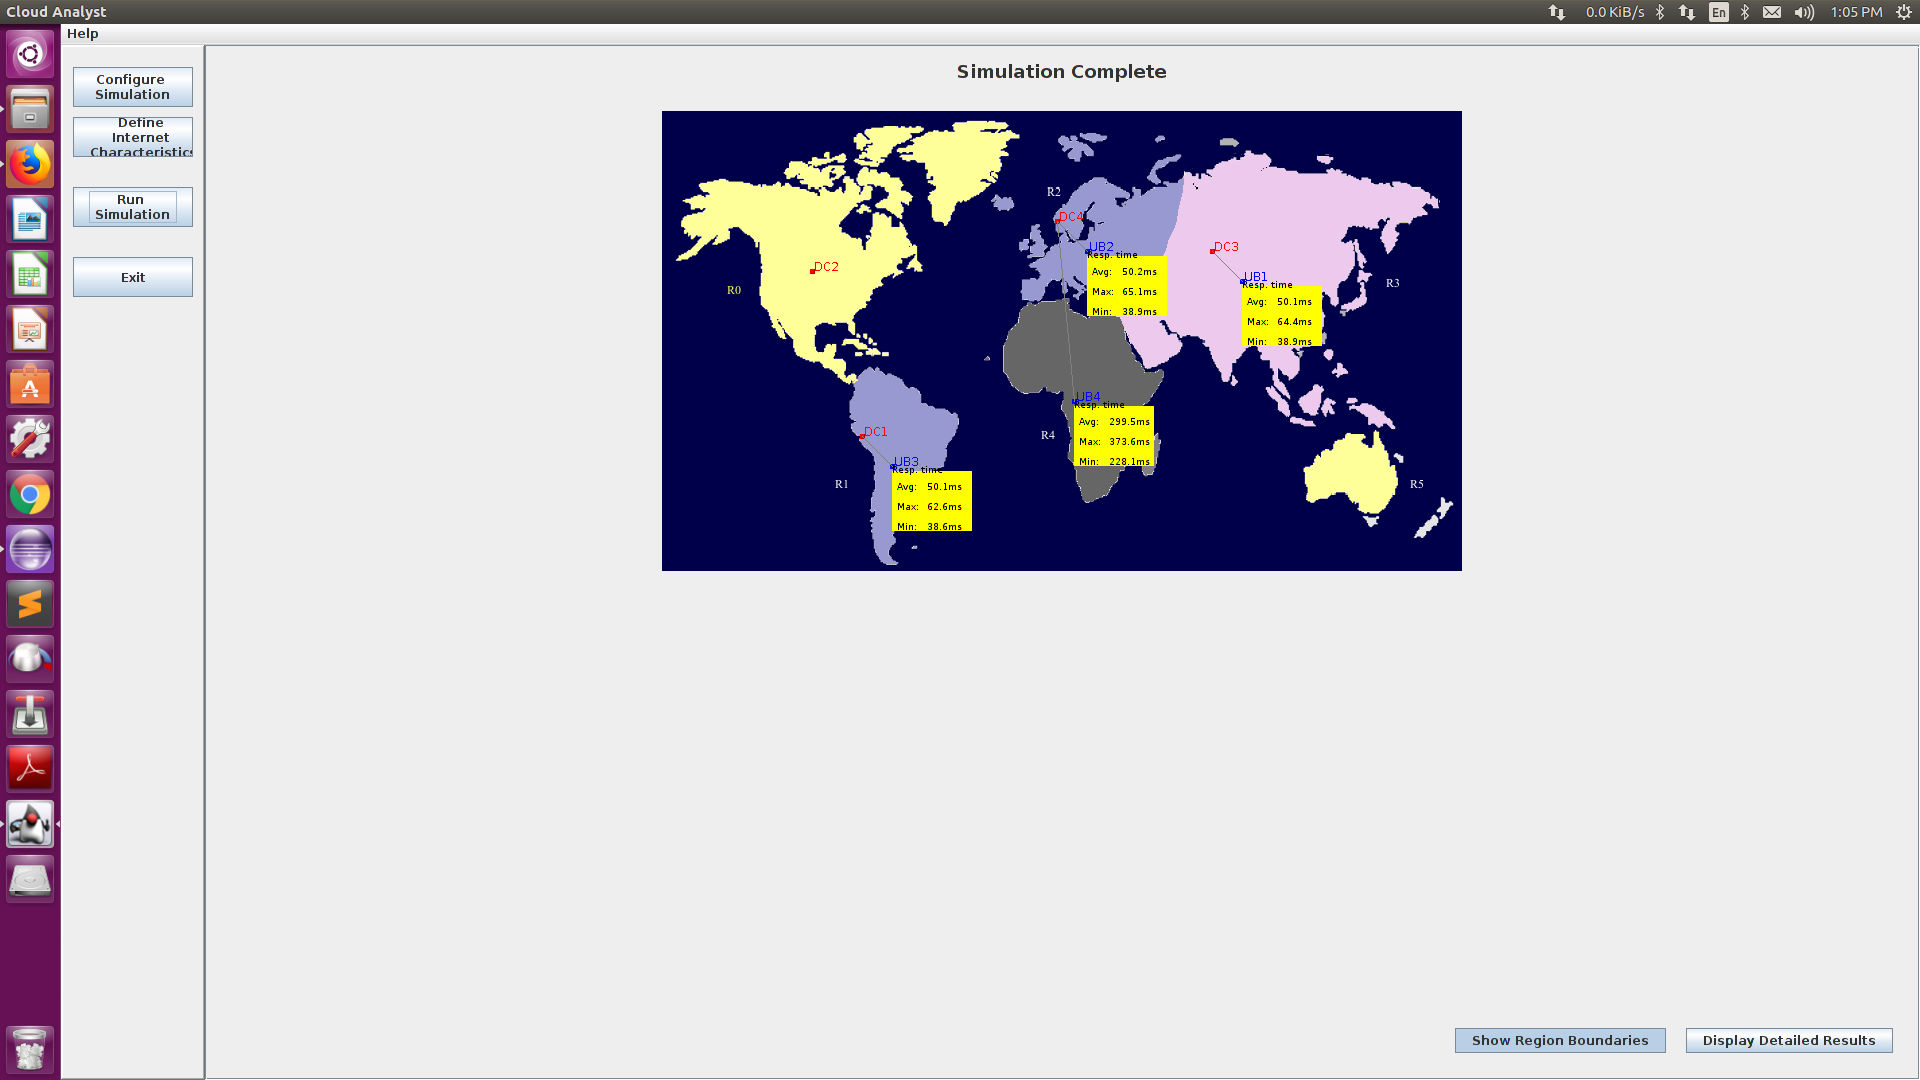 Cloud Analyst
0.0 KiB/s
En
1:05 PM
Help
Configure
Simulation
Define
Internet
Characteristics
Run
Simulation
Exit
Simulation Complete
R2
DC4
UB2
Resp. time
Avg: 50.2ms
Max: 65.1ms
Min: 38.9ms
DC3
UB1
Resp. time
Avg: 50.1ms
Max: 64.4ms
Min: 38.9ms
R3
DC2
R0
UB4
Resp. time
Avg: 299.5ms
Max: 373.6ms
Min: 228.1ms
R4
DC1
UB3
Resp. time
Avg: 50.1ms
Max: 62.6ms
Min: 38.6ms
R1
R5
Show Region Boundaries
Display Detailed Results